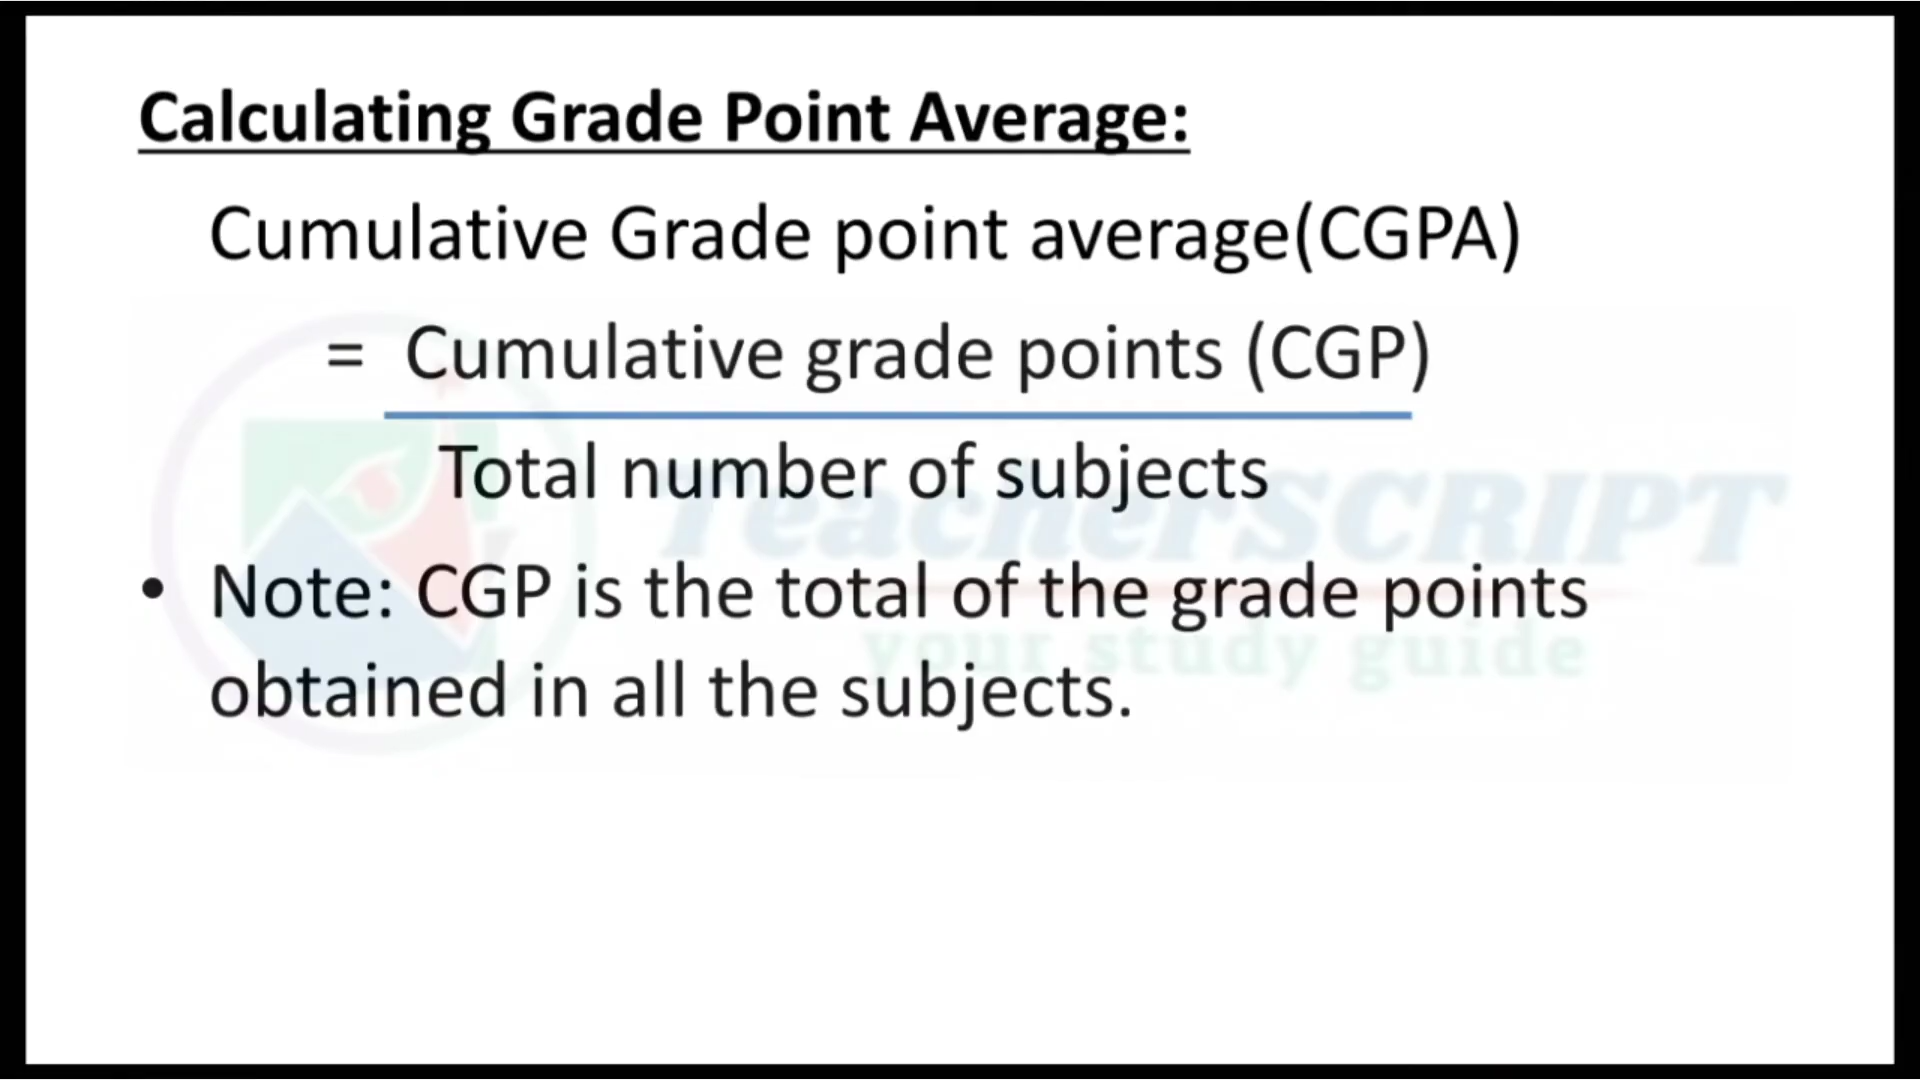 Calculating Grade Point Average:
Cumulative Grade point average(CGPA)
= Cumulative grade points (CGP)
Total number of subjects
TeacherSCRIPT
• Note: CGP is the total of the grade points
your study guide
obtained in all the subjects.